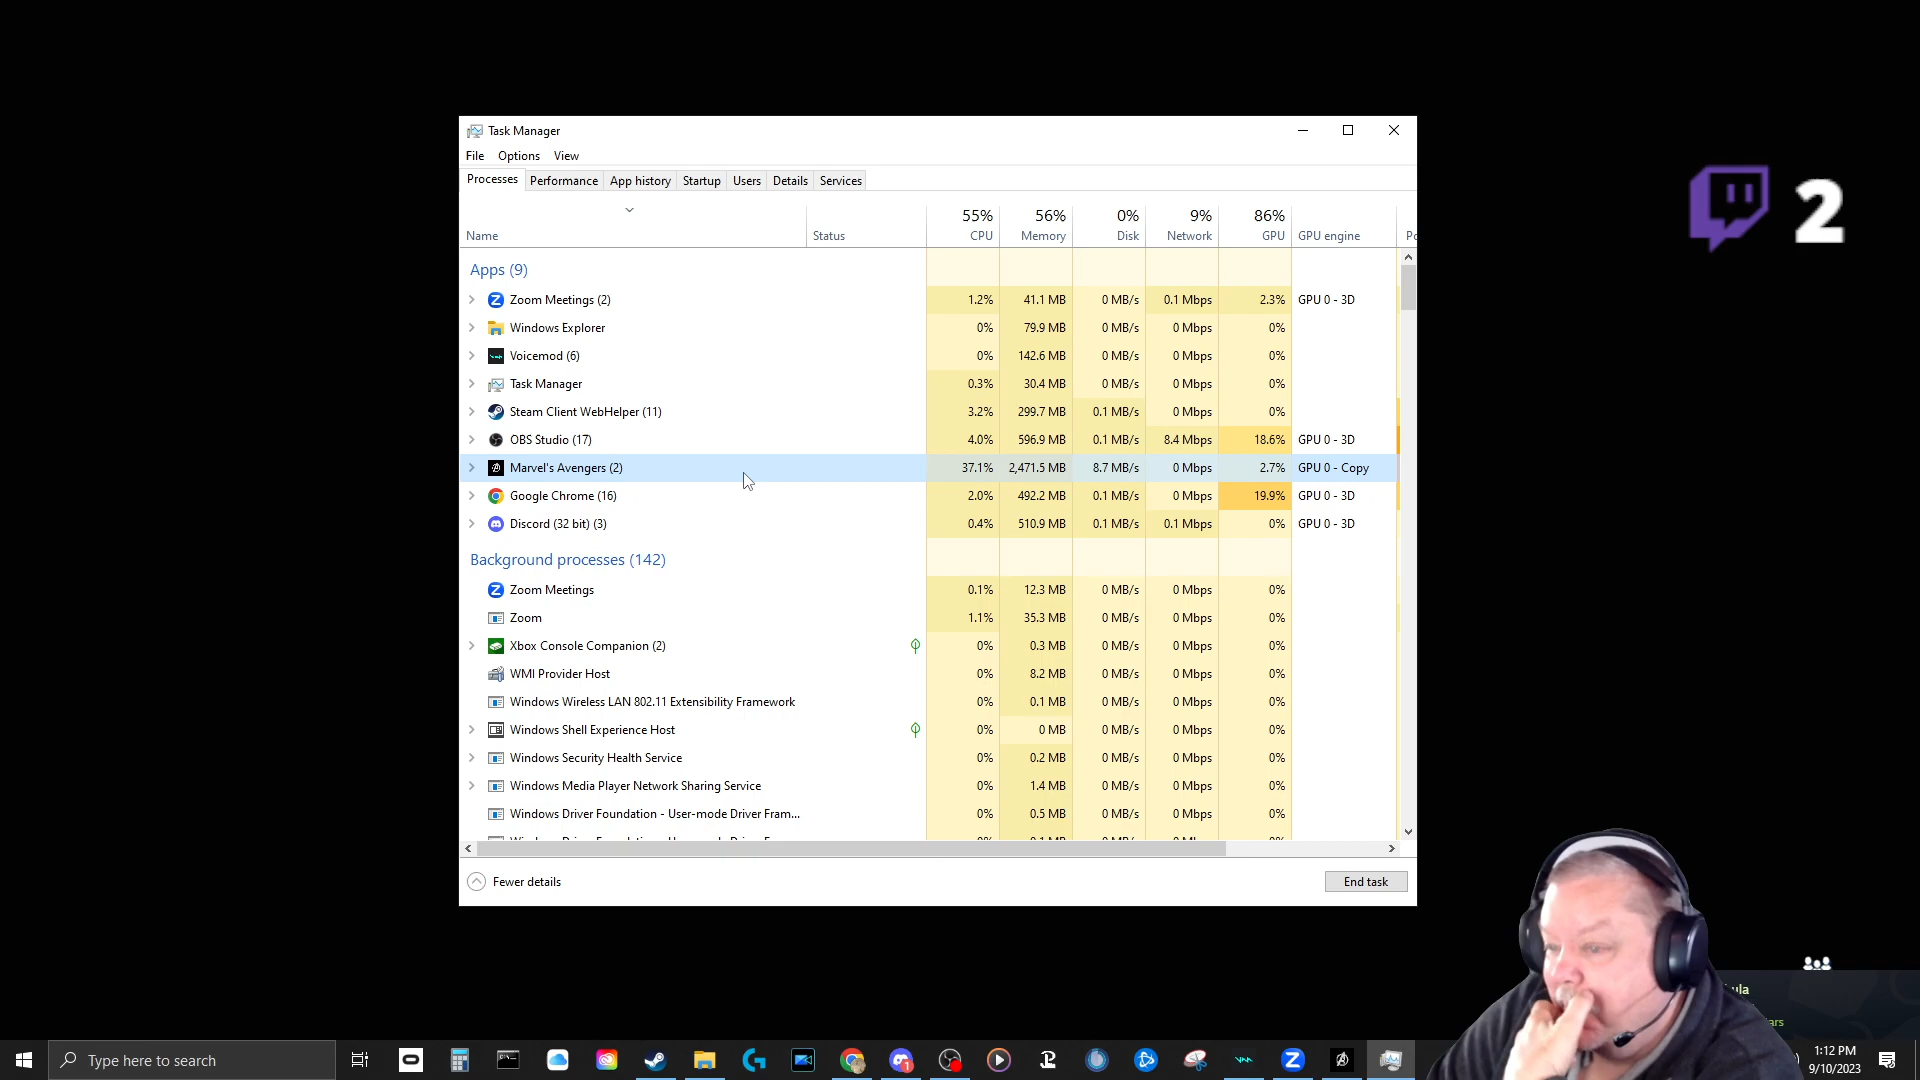 Task Manager
File Options View
Processes Performance App history Startup Users Details Services
55% 56% 0% 9% 86%
Name Status CPU Memory Disk Network GPU GPU engine
Apps (9)
Zoom Meetings (2) 1.2% 41.1 MB 0 MB/s 0.1 Mbps 2.3% GPU 0 - 3D
Windows Explorer 0% 79.9 MB 0 MB/s 0 Mbps 0%
Voicemod (6) 0% 142.6 MB 0 MB/s 0 Mbps 0%
Task Manager 0.3% 30.4 MB 0 MB/s 0 Mbps 0%
Steam Client WebHelper (11) 3.2% 299.7 MB 0.1 MB/s 0 Mbps 0%
OBS Studio (17) 4.0% 596.9 MB 0.1 MB/s 8.4 Mbps 18.6% GPU 0 - 3D
Marvel's Avengers (2) 37.1% 2,471.5 MB 8.7 MB/s 0 Mbps 2.7% GPU 0 - Copy
Google Chrome (16) 2.0% 492.2 MB 0.1 MB/s 0 Mbps 19.9% GPU 0 - 3D
Discord (32 bit) (3) 0.4% 510.9 MB 0.1 MB/s 0.1 Mbps 0% GPU 0 - 3D
Background processes (142)
Zoom Meetings 0.1% 12.3 MB 0 MB/s 0 Mbps 0%
Zoom 1.1% 35.3 MB 0 MB/s 0 Mbps 0%
Xbox Console Companion (2) 0% 0.3 MB 0 MB/s 0 Mbps 0%
WMI Provider Host 0% 8.2 MB 0 MB/s 0 Mbps 0%
Windows Wireless LAN 802.11 Extensibility Framework 0% 0.1 MB 0 MB/s 0 Mbps 0%
Windows Shell Experience Host 0% 0 MB 0 MB/s 0 Mbps 0%
Windows Security Health Service 0% 0.2 MB 0 MB/s 0 Mbps 0%
Windows Media Player Network Sharing Service 0% 1.4 MB 0 MB/s 0 Mbps 0%
Windows Driver Foundation - User-mode Driver Fram... 0% 0.5 MB 0 MB/s 0 Mbps 0%
Fewer details End task
2
Type here to search
1
1:12 PM
9/10/2023